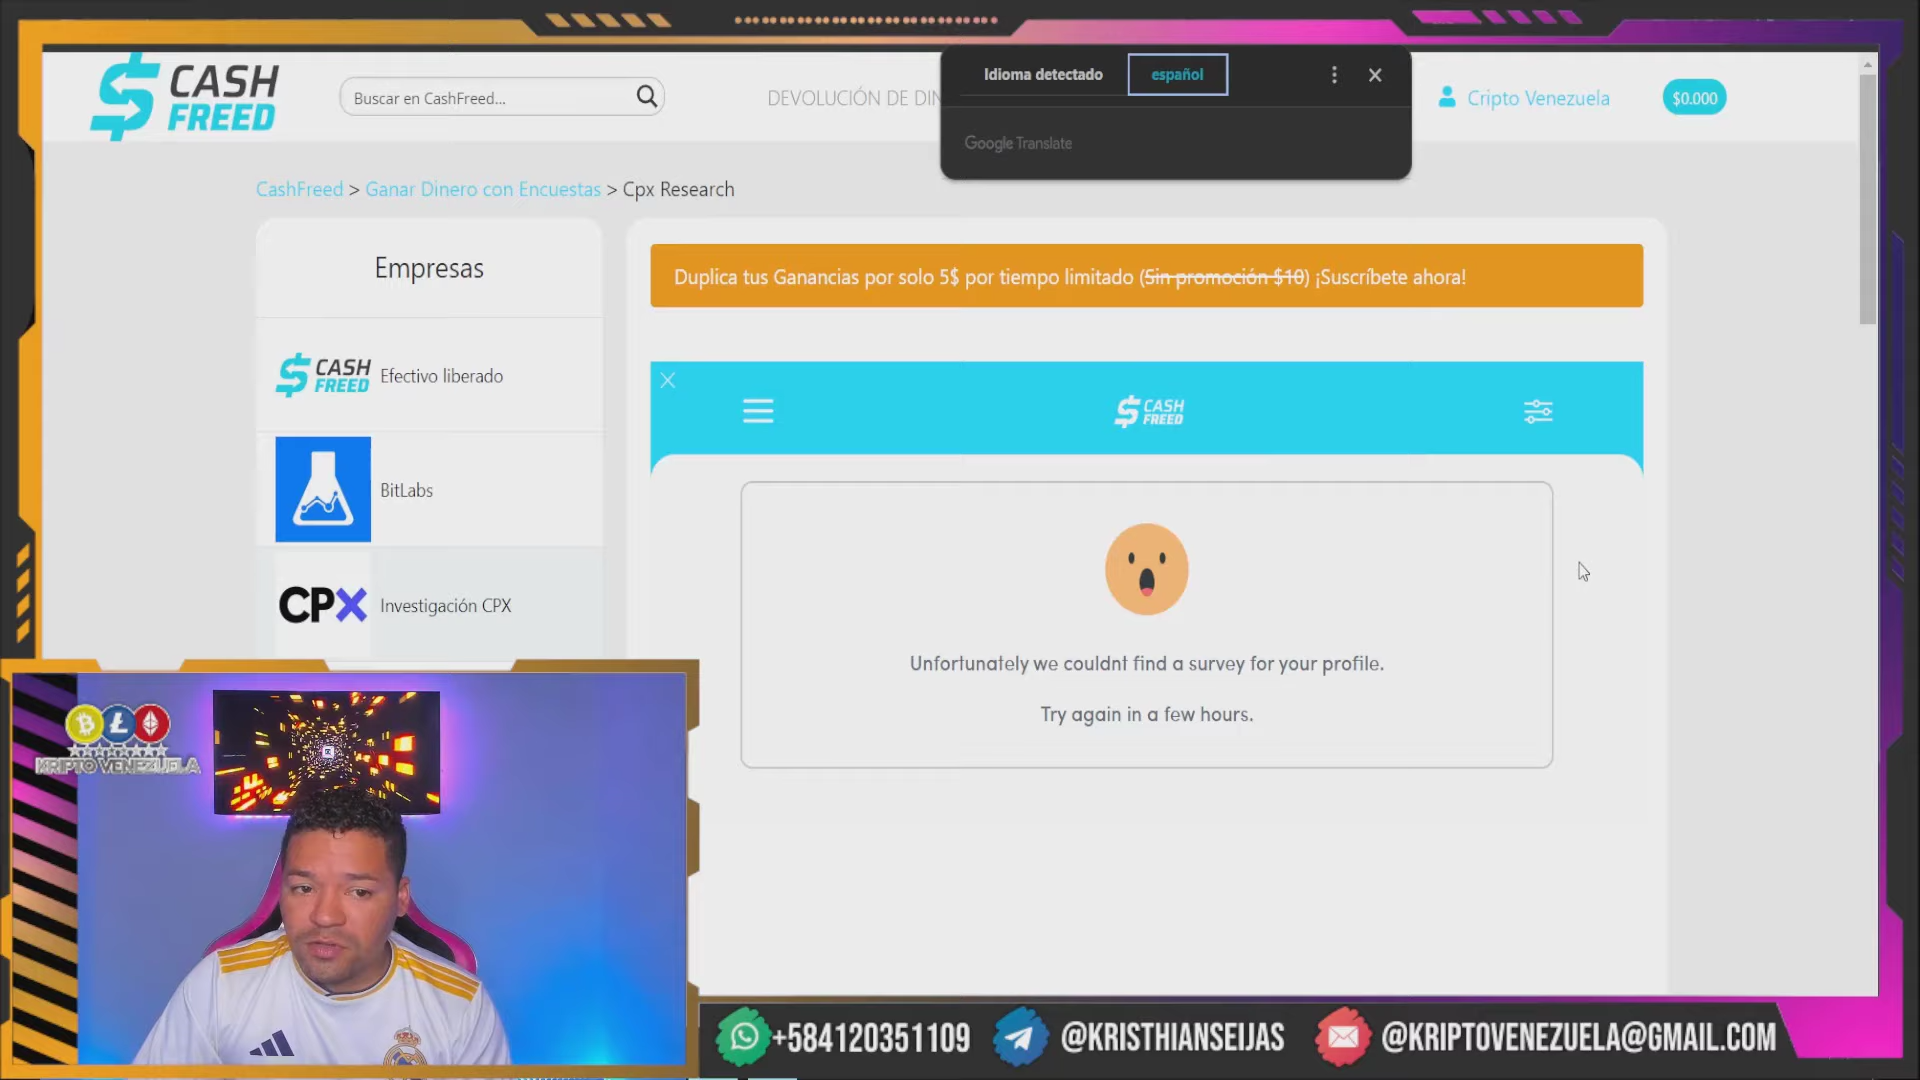 CASH
FREED
Buscar en CashFreed...
DEVOLUCIÓN DE DIN
Idioma detectado
español
Google Translate
Cripto Venezuela
$0.000
CashFreed > Ganar Dinero con Encuestas > Cpx Research
Empresas
CASH
FREED
Efectivo liberado
BitLabs
CPX
Investigación CPX
Duplica tus Ganancias por solo 5$ por tiempo limitado (Sin promoción $10) ¡Suscríbete ahora!
CASH
FREED
Unfortunately we couldnt find a survey for your profile.
Try again in a few hours.
KRIPTO VENEZUELA
+584120351109
@KRISTHIANSEIJAS
@KRIPTOVENEZUELA@GMAIL.COM